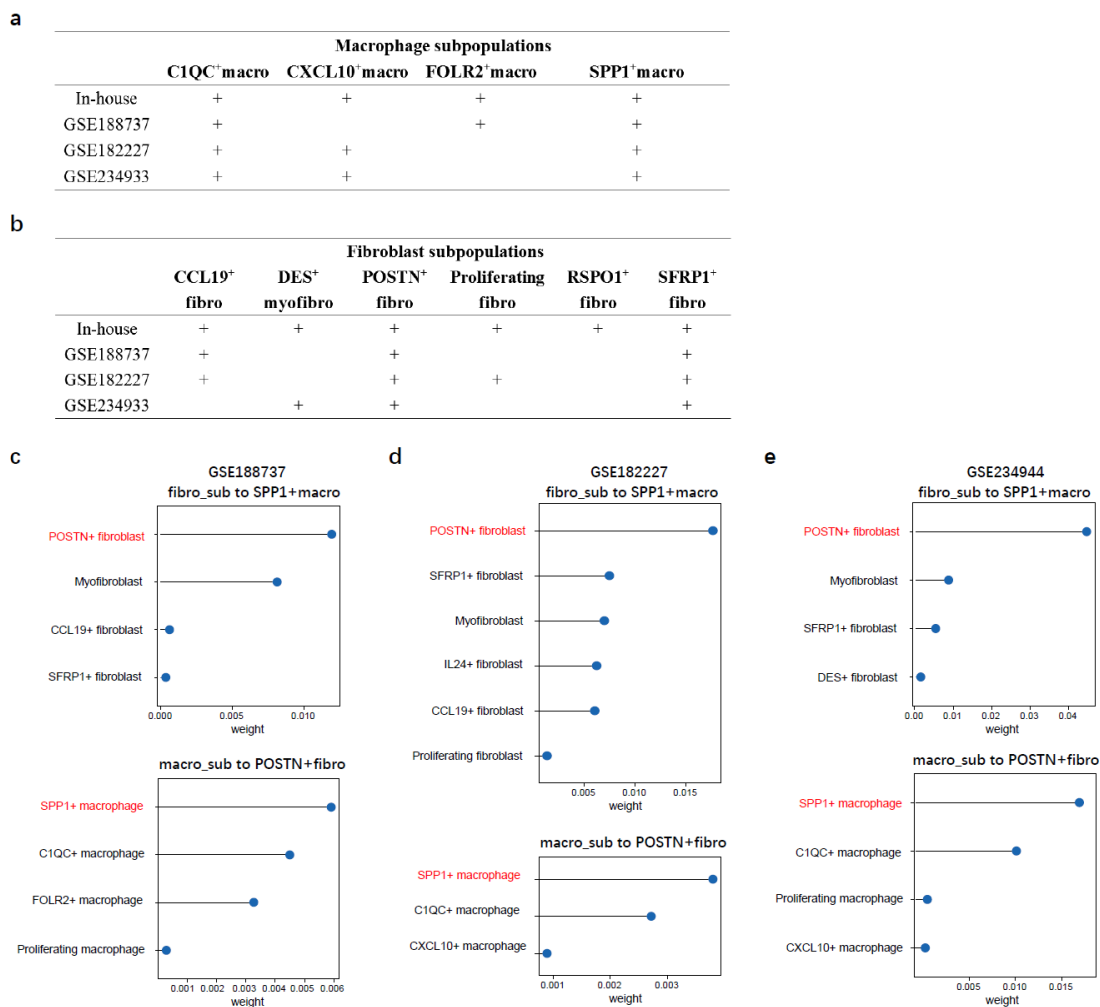 a
Macrophage subpopulations
C1QC⁺macro CXCL10⁺macro FOLR2⁺macro SPP1⁺macro
In-house + + + +
GSE188737 + + +
GSE182227 + + +
GSE234933 + + +
b
Fibroblast subpopulations
CCL19⁺ DES⁺ POSTN⁺ Proliferating RSPO1⁺ SFRP1⁺
fibro myofibro fibro fibro fibro fibro
In-house + + + + + +
GSE188737 + + +
GSE182227 + + + +
GSE234933 + + +
c
GSE188737
fibro_sub to SPP1+macro
POSTN+ fibroblast
Myofibroblast
CCL19+ fibroblast
SFRP1+ fibroblast
0.000 0.005 0.010
weight
macro_sub to POSTN+fibro
SPP1+ macrophage
C1QC+ macrophage
FOLR2+ macrophage
Proliferating macrophage
0.001 0.002 0.003 0.004 0.005 0.006
weight
d
GSE182227
fibro_sub to SPP1+macro
POSTN+ fibroblast
SFRP1+ fibroblast
Myofibroblast
IL24+ fibroblast
CCL19+ fibroblast
Proliferating fibroblast
0.005 0.010 0.015
weight
macro_sub to POSTN+fibro
SPP1+ macrophage
C1QC+ macrophage
CXCL10+ macrophage
0.001 0.002 0.003
weight
e
GSE234944
fibro_sub to SPP1+macro
POSTN+ fibroblast
Myofibroblast
SFRP1+ fibroblast
DES+ fibroblast
0.00 0.01 0.02 0.03 0.04
weight
macro_sub to POSTN+fibro
SPP1+ macrophage
C1QC+ macrophage
Proliferating macrophage
CXCL10+ macrophage
0.005 0.010 0.015
weight